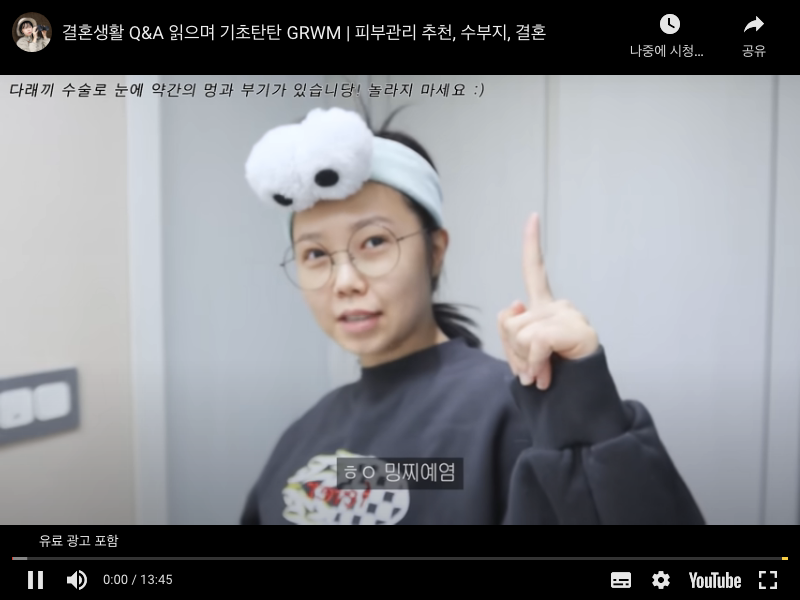 결혼생활 Q&A 읽으며 기초탄탄 GRWM | 피부관리 추천, 수부지, 결혼
나중에 시청...
공유
다래끼 수술로 눈에 약간의 멍과 부기가 있습니당! 놀라지 마세요 :)
ㅎㅇ 밍찌예염
유료 광고 포함
0:00 / 13:45
YouTube